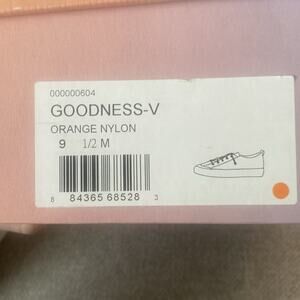 000000604
GOODNESS-V
ORANGE NYLON
9 1/2 M
8 84365 68528 3